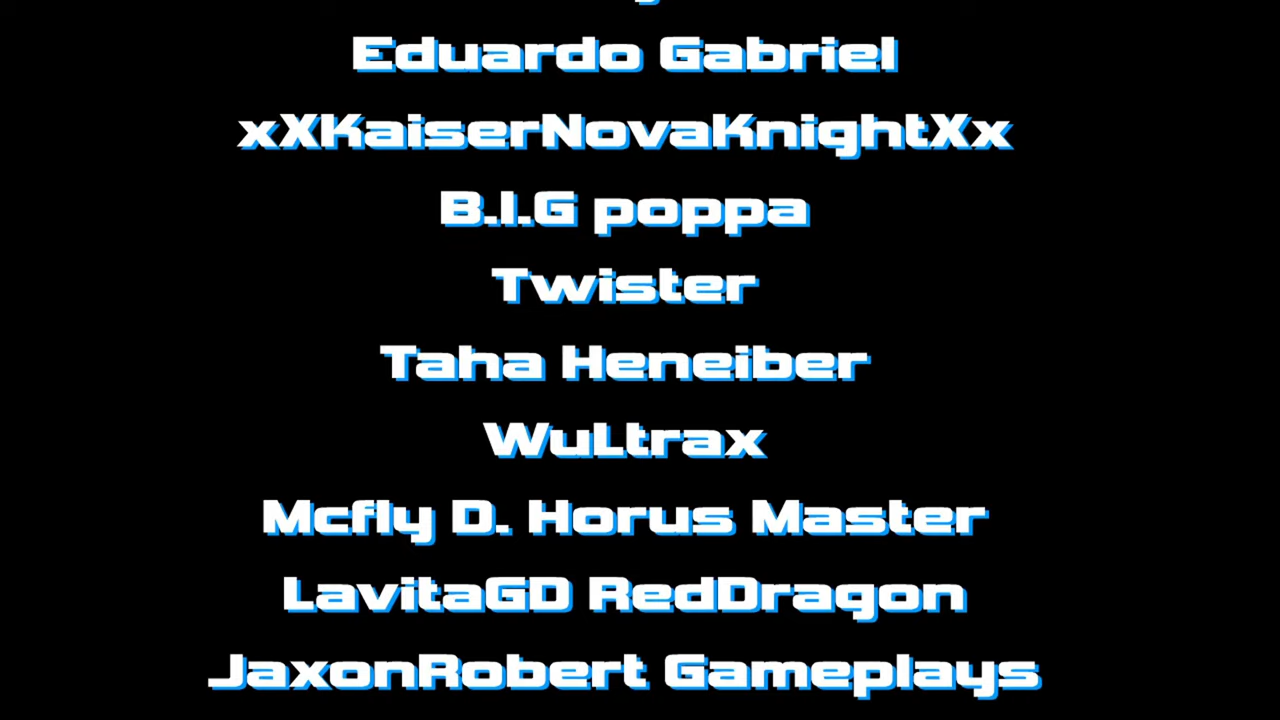 Eduardo Gabriel
xXKaiserNovaKnightXx
B.I.G poppa
Twister
Taha Heneiber
WuLtrax
Mcfly D. Horus Master
LavitaGD RedDragon
JaxonRobert Gameplays